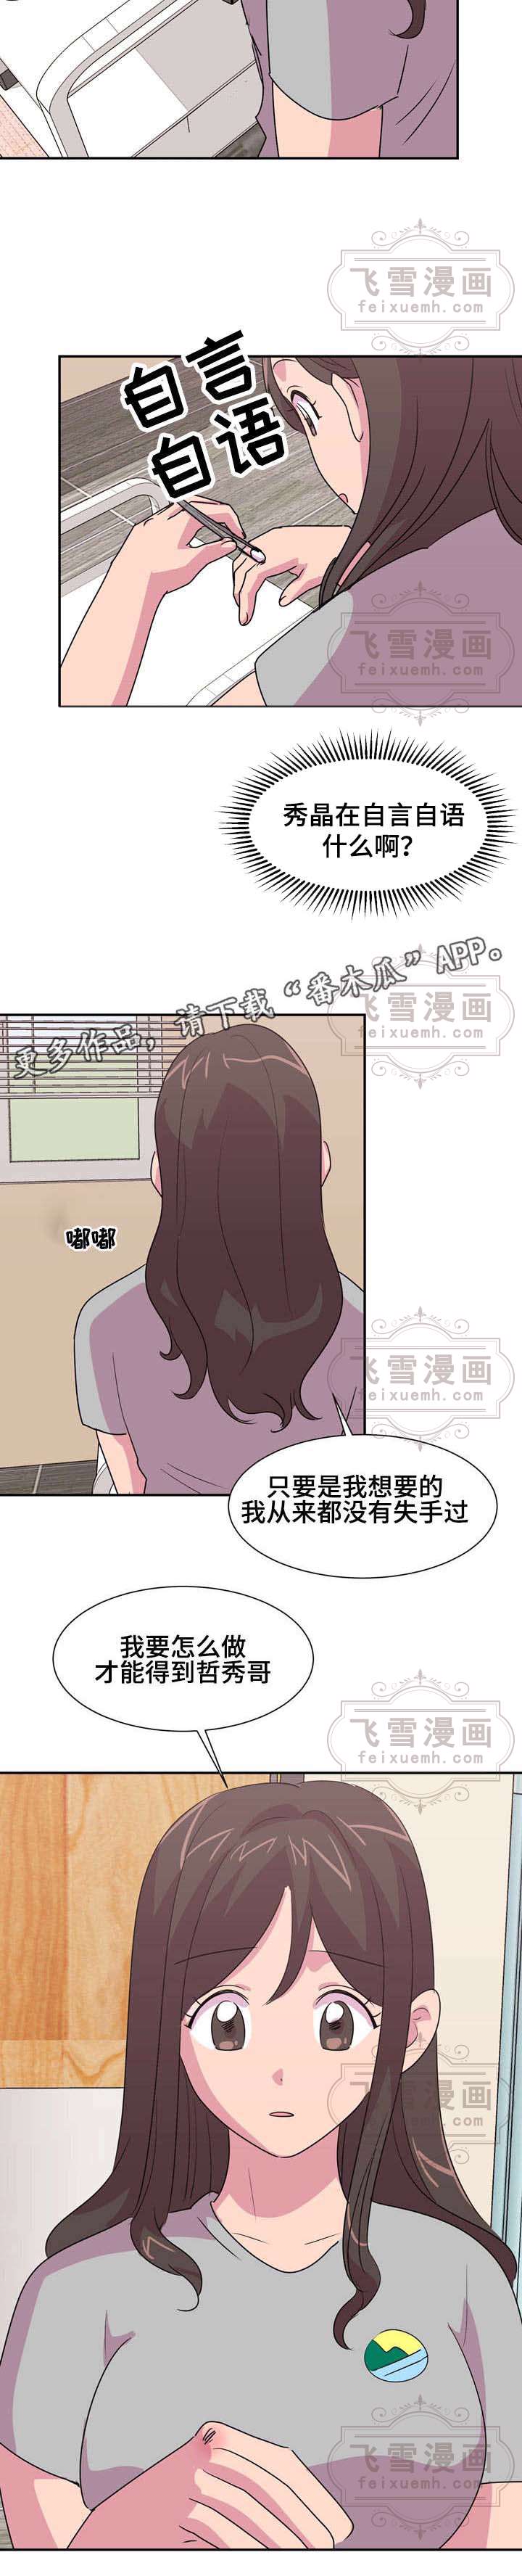 飞雪漫画
feixuemh.com
自言
自语
飞雪漫画
feixuemh.com
秀晶在自言自语
什么啊？
更多作品，请下载“番木瓜”APP。
飞雪漫画
feixuemh.com
嘟嘟
飞雪漫画
feixuemh.com
只要是我想要的
我从来都没有失手过
我要怎么做
才能得到哲秀哥
飞雪漫画
feixuemh.com
飞雪漫画
feixuemh.com
飞雪漫画
feixuemh.com